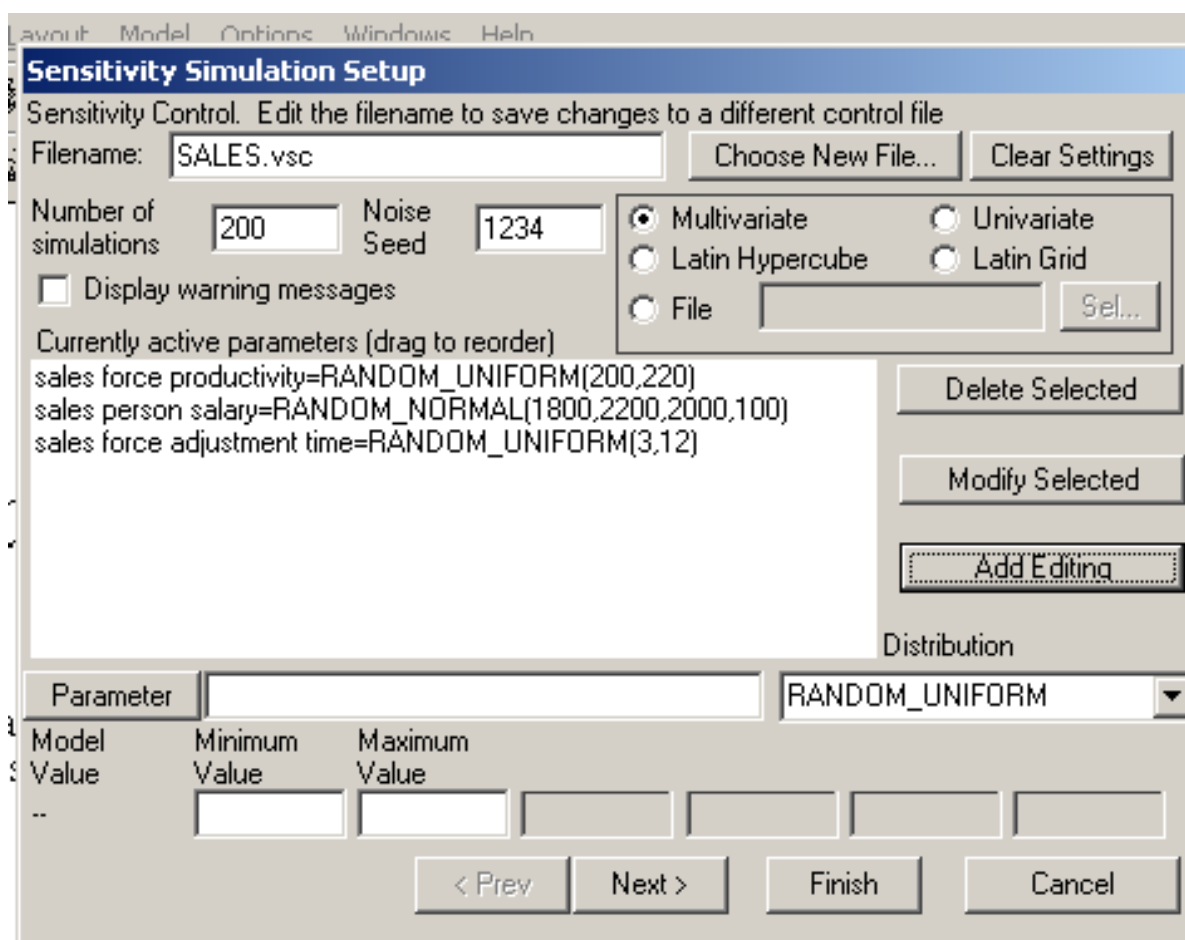 Layout Model Options Windows Help
Sensitivity Simulation Setup
Sensitivity Control. Edit the filename to save changes to a different control file
Filename: SALES.vsc Choose New File... Clear Settings
Number of simulations 200 Noise Seed 1234
Multivariate Univariate
Latin Hypercube Latin Grid
Display warning messages
File Sel...
Currently active parameters (drag to reorder)
sales force productivity=RANDOM_UNIFORM(200,220)
sales person salary=RANDOM_NORMAL(1800,2200,2000,100)
sales force adjustment time=RANDOM_UNIFORM(3,12)
Delete Selected
Modify Selected
Add Editing
Distribution
Parameter RANDOM_UNIFORM
Model Value Minimum Value Maximum Value
--
< Prev Next > Finish Cancel